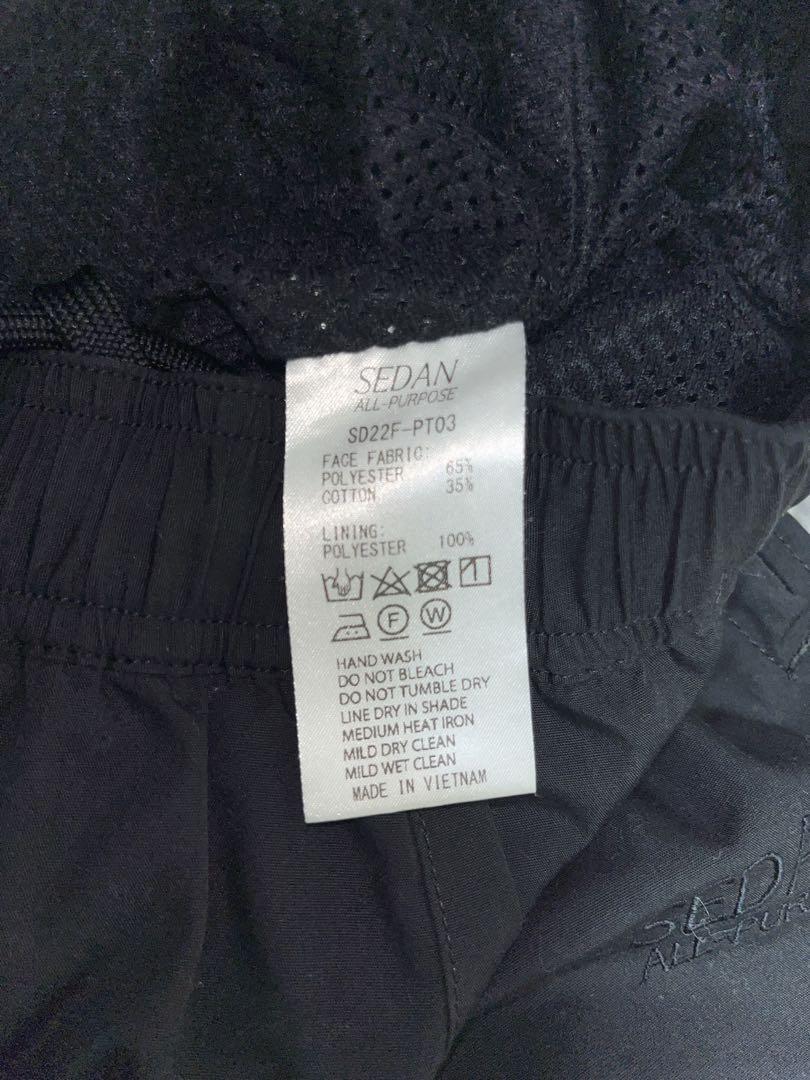 SEDAN
ALL-PURPOSE
SD22F-PT03
FACE FABRIC:
POLYESTER 65%
COTTON 35%
LINING:
POLYESTER 100%
F W
HAND WASH
DO NOT BLEACH
DO NOT TUMBLE DRY
LINE DRY IN SHADE
MEDIUM HEAT IRON
MILD DRY CLEAN
MILD WET CLEAN
MADE IN VIETNAM